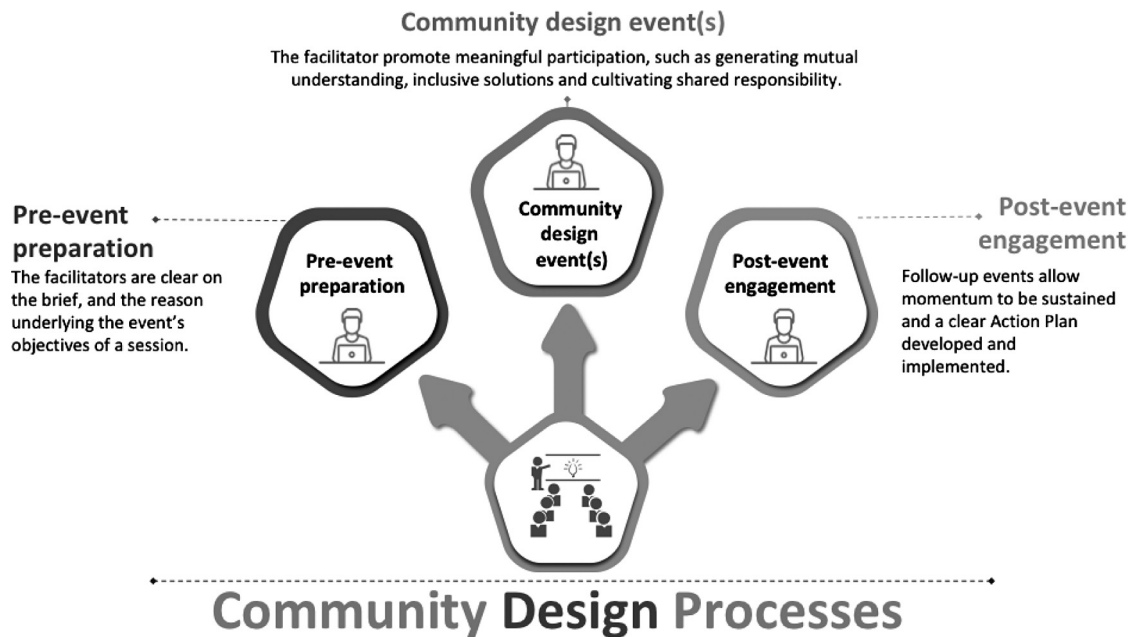 Community design event(s)
The facilitator promote meaningful participation, such as generating mutual
understanding, inclusive solutions and cultivating shared responsibility.
Community
design
event(s)
Pre-event
preparation
The facilitators are clear on
the brief, and the reason
underlying the event's
objectives of a session.
Pre-event
preparation
Post-event
engagement
Post-event
engagement
Follow-up events allow
momentum to be sustained
and a clear Action Plan
developed and
implemented.
Community Design Processes